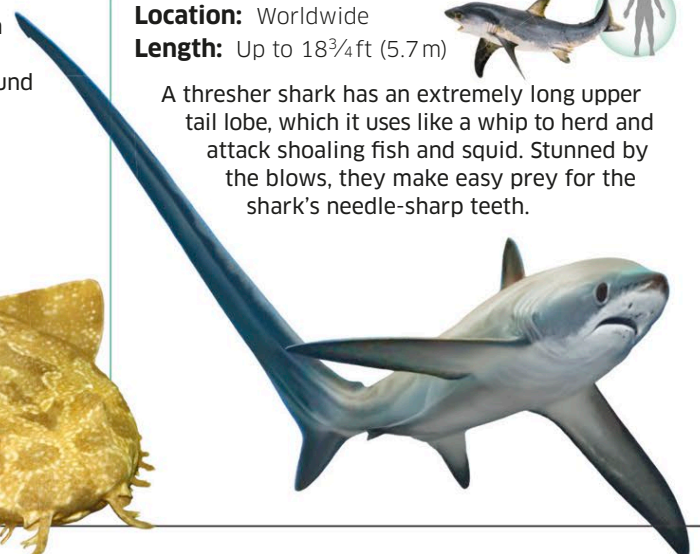 und
Location: Worldwide
Length: Up to 18¾ft (5.7m)
A thresher shark has an extremely long upper
tail lobe, which it uses like a whip to herd and
attack shoaling fish and squid. Stunned by
the blows, they make easy prey for the
shark's needle-sharp teeth.